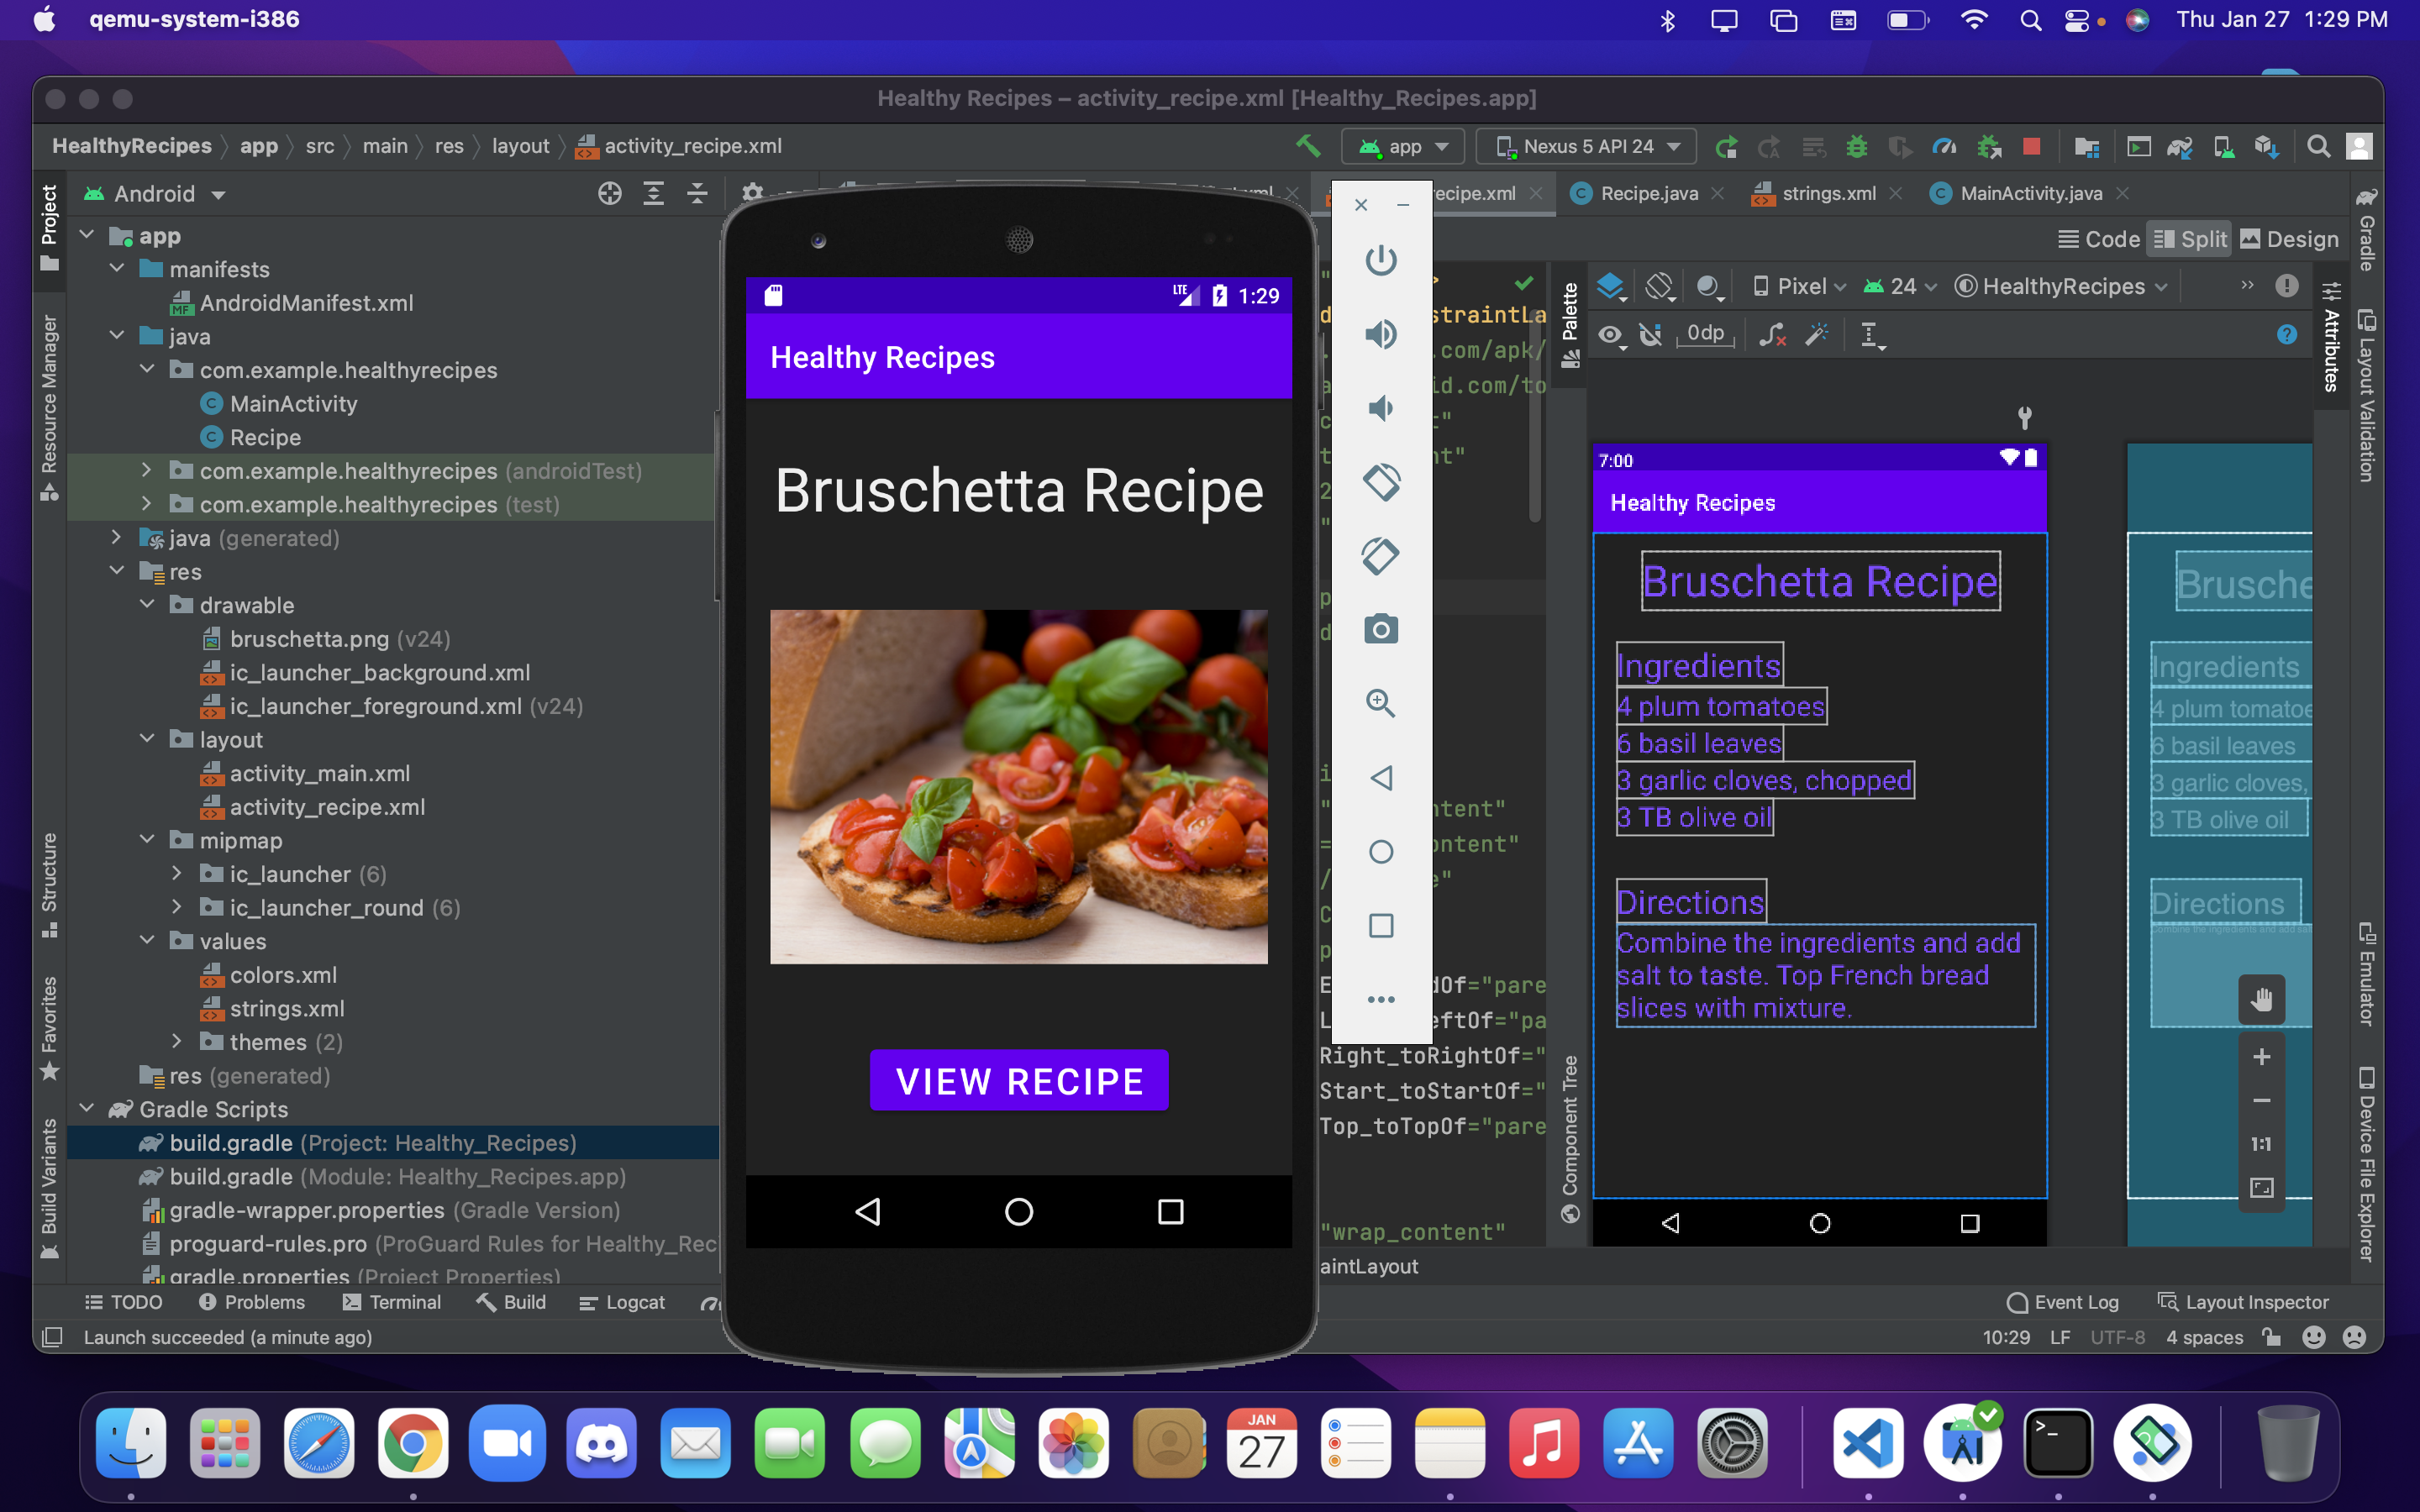 qemu-system-i386
Thu Jan 27 1:29 PM
Healthy Recipes – activity_recipe.xml [Healthy_Recipes.app]
HealthyRecipes
app
src
main
res
layout
activity_recipe.xml
app
Nexus 5 API 24
Project
Android
ecipe.xml
Recipe.java
strings.xml
MainActivity.java
Code
Split
Design
app
manifests
AndroidManifest.xml
java
com.example.healthyrecipes
MainActivity
Recipe
com.example.healthyrecipes (androidTest)
com.example.healthyrecipes (test)
java (generated)
res
drawable
bruschetta.png (v24)
ic_launcher_background.xml
ic_launcher_foreground.xml (v24)
layout
activity_main.xml
activity_recipe.xml
mipmap
ic_launcher (6)
ic_launcher_round (6)
values
colors.xml
strings.xml
themes (2)
res (generated)
Gradle Scripts
build.gradle (Project: Healthy_Recipes)
build.gradle (Module: Healthy_Recipes.app)
gradle-wrapper.properties (Gradle Version)
proguard-rules.pro (ProGuard Rules for Healthy_Rec
gradle.properties (Project Properties)
Resource Manager
Structure
Favorites
Build Variants
LTE
1:29
Healthy Recipes
Bruschetta Recipe
VIEW RECIPE
straintLa
.com/apk/
id.com/to
ntent"
ontent"
EndOf="pare
eftOf="pa
Right_toRightOf="
Start_toStartOf="
Top_toTopOf="pare
"wrap_content"
aintLayout
Palette
Component Tree
Pixel
24
HealthyRecipes
0dp
7:00
Healthy Recipes
Bruschetta Recipe
Ingredients
4 plum tomatoes
6 basil leaves
3 garlic cloves, chopped
3 TB olive oil
Directions
Combine the ingredients and add
salt to taste. Top French bread
slices with mixture.
Brusche
Ingredients
4 plum tomatoe
6 basil leaves
3 garlic cloves,
3 TB olive oil
Directions
1:1
Attributes
Gradle
Layout Validation
Emulator
Device File Explorer
TODO
Problems
Terminal
Build
Logcat
Event Log
Layout Inspector
Launch succeeded (a minute ago)
10:29
LF
UTF-8
4 spaces
JAN
27